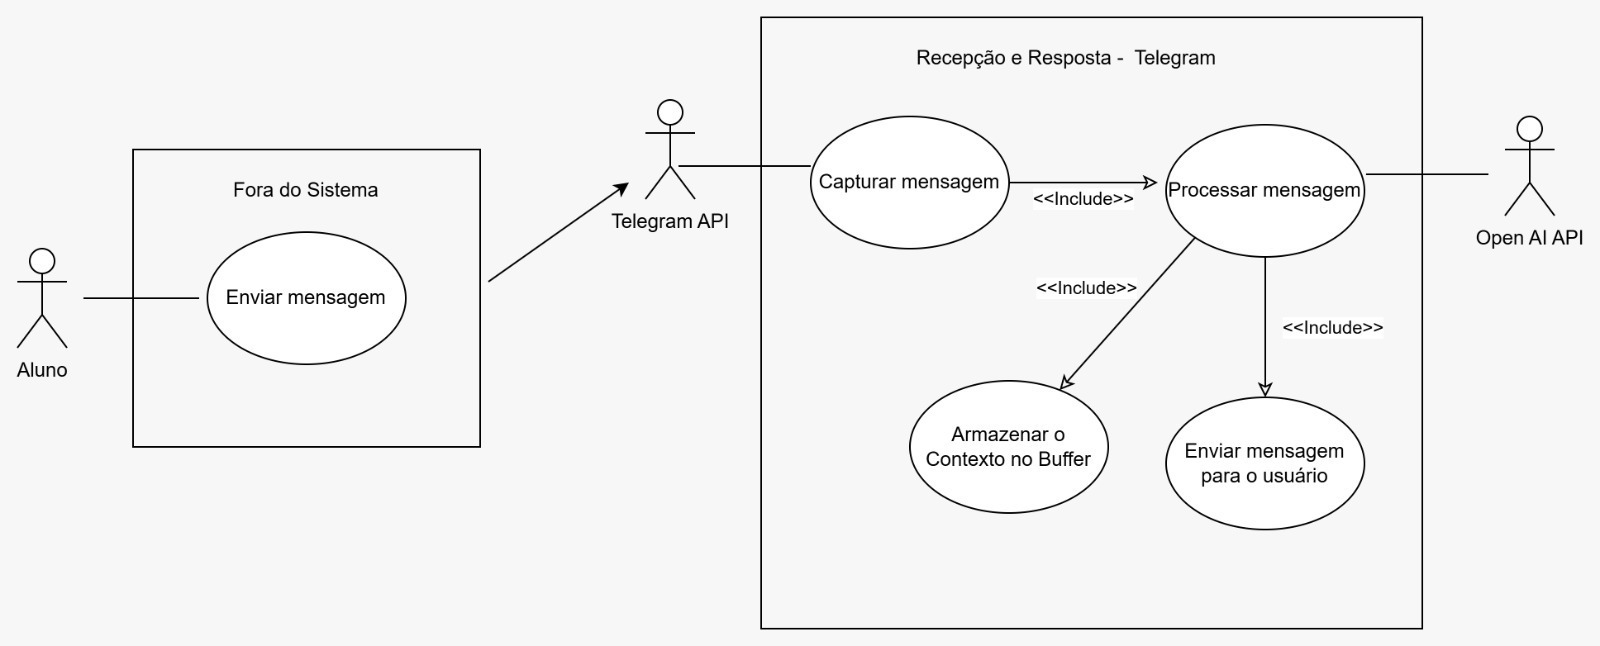 Fora do Sistema
Enviar mensagem
Aluno
Telegram API
Recepção e Resposta -  Telegram
Capturar mensagem
<<Include>>
Processar mensagem
Open AI API
<<Include>>
<<Include>>
Armazenar o
Contexto no Buffer
Enviar mensagem
para o usuário